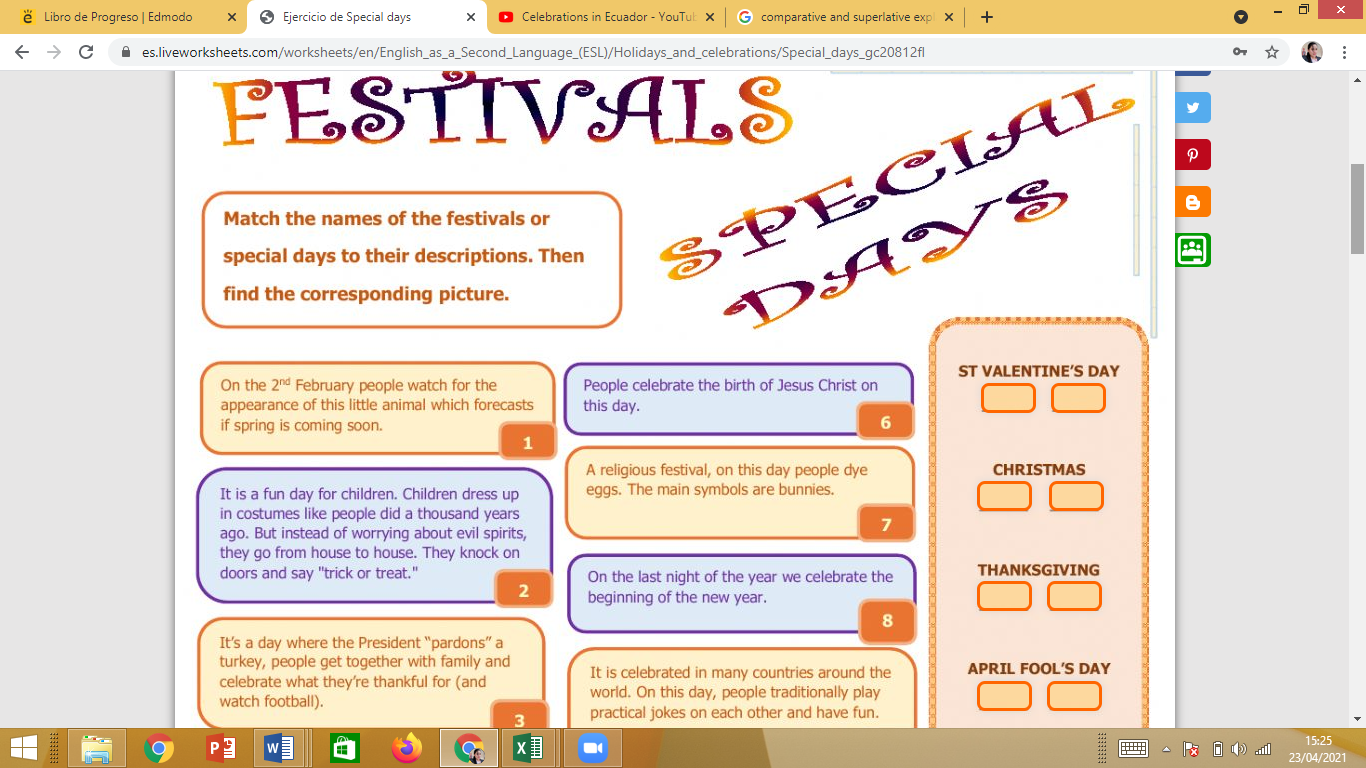 Libro de Progreso | Edmodo
Ejercicio de Special days
Celebrations in Ecuador - YouTu
comparative and superlative exp
es.liveworksheets.com/worksheets/en/English_as_a_Second_Language_(ESL)/Holidays_and_celebrations/Special_days_gc20812fl
FESTIVALS
SPECIAL
DAYS
Match the names of the festivals or
special days to their descriptions. Then
find the corresponding picture.
On the 2nd February people watch for the
appearance of this little animal which forecasts
if spring is coming soon.
1
It is a fun day for children. Children dress up
in costumes like people did a thousand years
ago. But instead of worrying about evil spirits,
they go from house to house. They knock on
doors and say "trick or treat."
2
It's a day where the President “pardons” a
turkey, people get together with family and
celebrate what they're thankful for (and
watch football).
3
People celebrate the birth of Jesus Christ on
this day.
6
A religious festival, on this day people dye
eggs. The main symbols are bunnies.
7
On the last night of the year we celebrate the
beginning of the new year.
8
It is celebrated in many countries around the
world. On this day, people traditionally play
practical jokes on each other and have fun.
ST VALENTINE'S DAY
CHRISTMAS
THANKSGIVING
APRIL FOOL'S DAY
15:25
23/04/2021